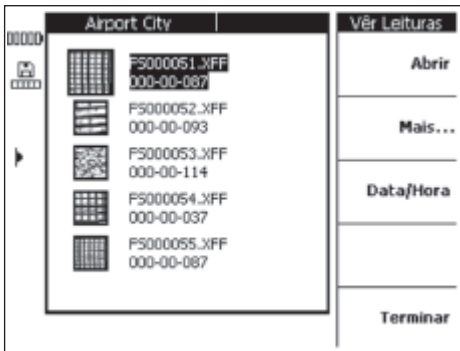 Airport City
Vêr Leituras
FS000051.XFF
000-00-087
FS000052.XFF
000-00-093
FS000053.XFF
000-00-114
FS000054.XFF
000-00-037
FS000055.XFF
000-00-087
Abrir
Mais...
Data/Hora
Terminar